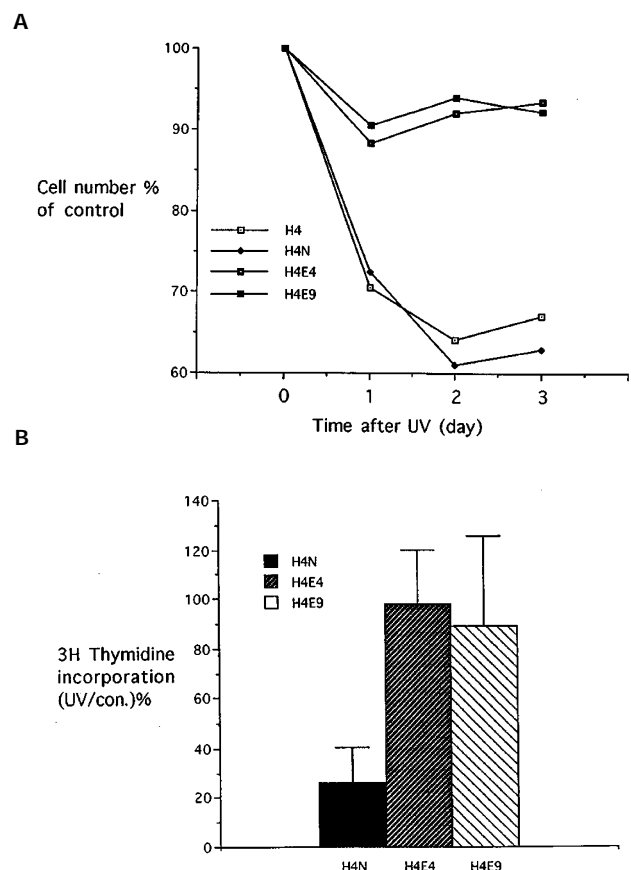 A
100
90
80
70
60
Cell number %
of control
H4
H4N
H4E4
H4E9
0 1 2 3
Time after UV (day)
B
140
120
100
80
60
40
20
0
3H Thymidine
incorporation
(UV/con.)%
H4N
H4E4
H4E9
H4N H4E4 H4E9